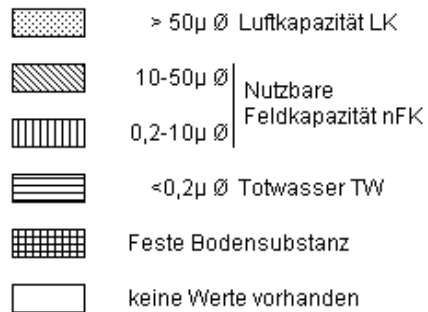 > 50µ Ø Luftkapazität LK
10-50µ Ø
Nutzbare
Feldkapazität nFK
0,2-10µ Ø
<0,2µ Ø Totwasser TW
Feste Bodensubstanz
keine Werte vorhanden